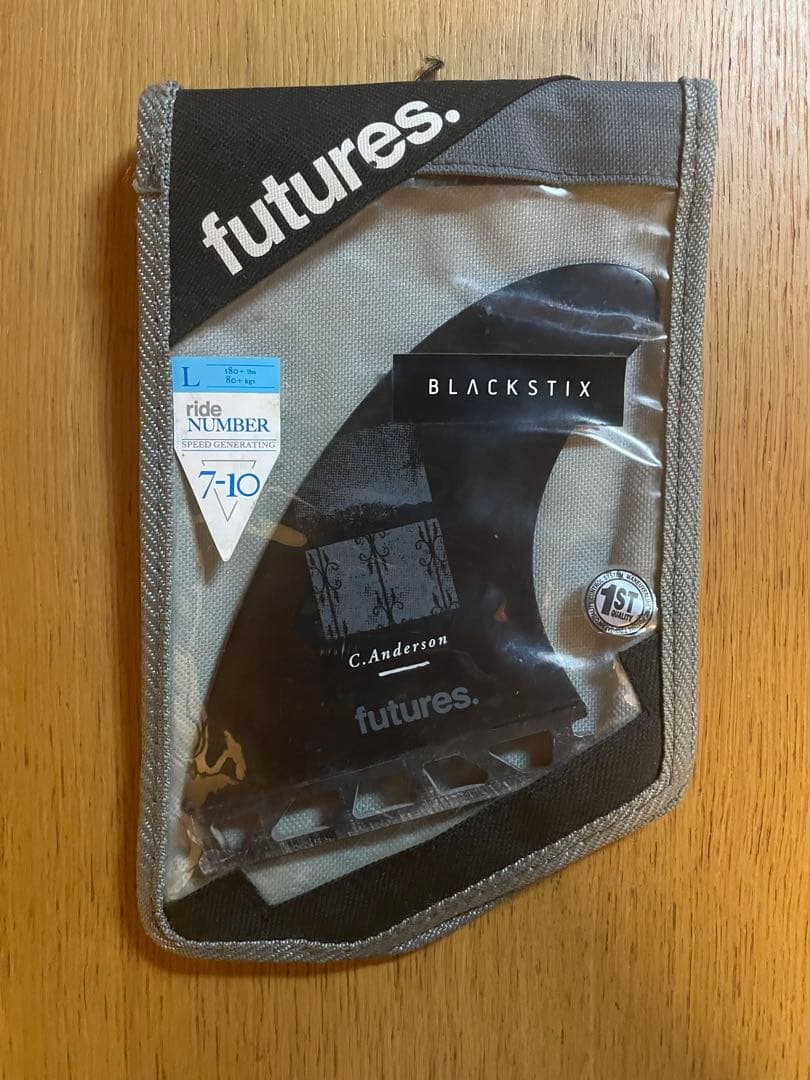 futures.
BLACKSTIX
L
180+ lbs
80+ kgs
ride
NUMBER
SPEED GENERATING
7-10
1ST
QUALITY
C.Anderson
futures.